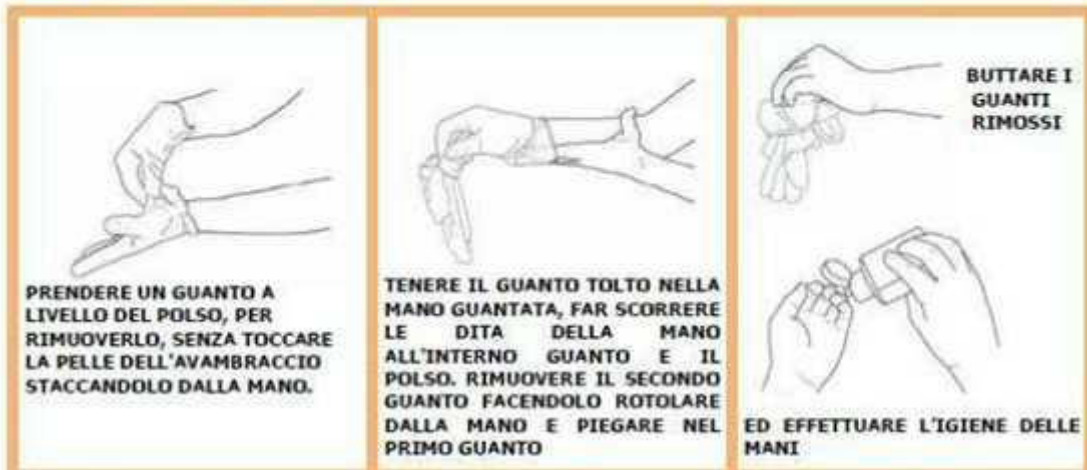 PRENDERE UN GUANTO A
LIVELLO DEL POLSO, PER
RIMUOVERLO, SENZA TOCCARE
LA PELLE DELL'AVAMBRACCIO
STACCANDOLO DALLA MANO.
TENERE IL GUANTO TOLTO NELLA
MANO GUANTATA, FAR SCORRERE
LE DITA DELLA MANO
ALL'INTERNO GUANTO E IL
POLSO. RIMUOVERE IL SECONDO
GUANTO FACENDOLO ROTOLARE
DALLA MANO E PIEGARE NEL
PRIMO GUANTO
BUTTARE I
GUANTI
RIMOSSI
ED EFFETTUARE L'IGIENE DELLE
MANI